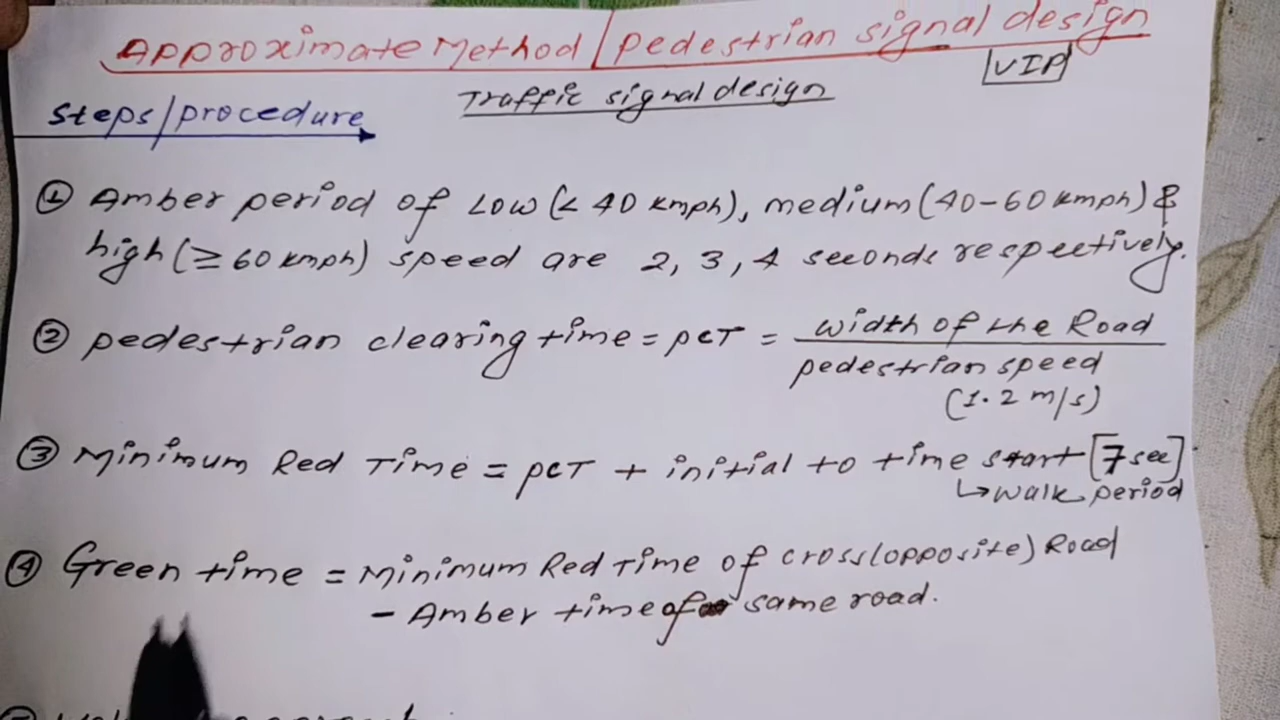 Approximate Method / pedestrian signal design
VIP
Traffic signal design
Steps/procedure
① Amber period of Low (< 40 kmph), medium (40-60 kmph) &
high (≥ 60 kmph) speed are 2, 3, 4 seconds respectively.
② pedestrian clearing time = PCT = width of the Road
pedestrian speed
(1.2 m/s)
③ Minimum Red Time = PCT + initial to time start [7 sec]
↳ walk period
④ Green time = Minimum Red Time of cross (opposite) Road
- Amber time of same road.